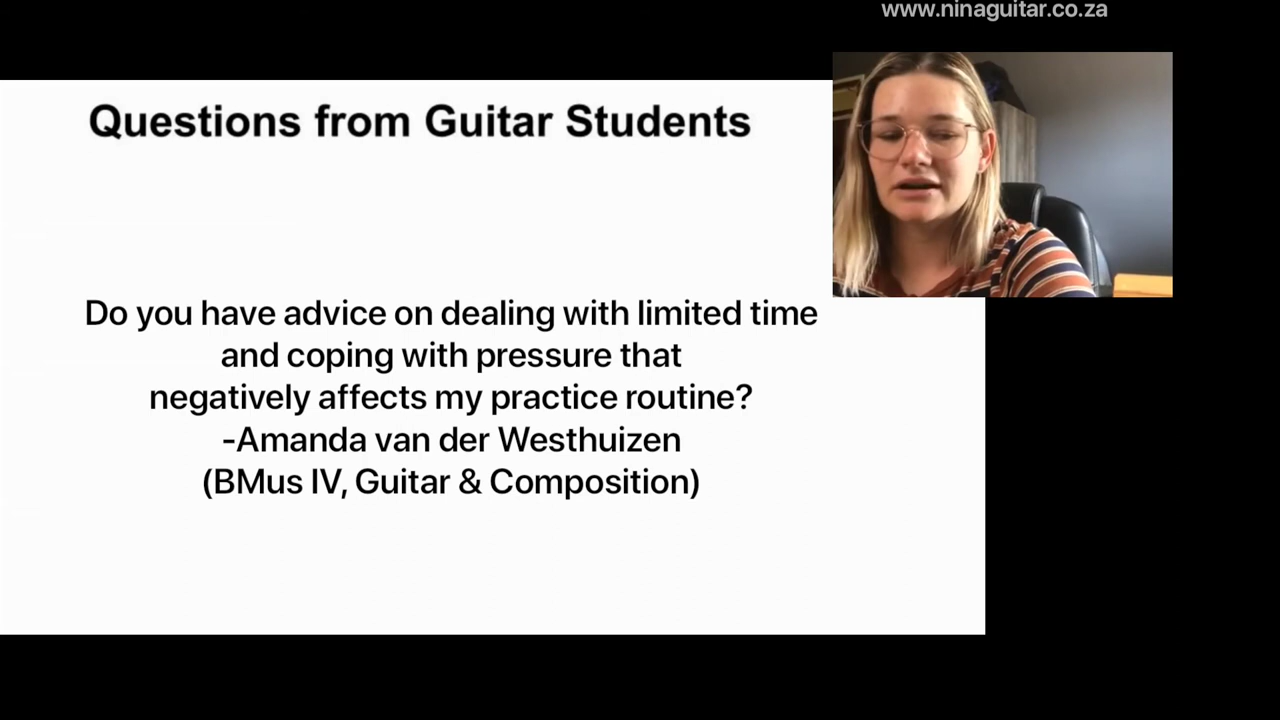 www.ninaguitar.co.za
Questions from Guitar Students
Do you have advice on dealing with limited time
and coping with pressure that
negatively affects my practice routine?
-Amanda van der Westhuizen
(BMus IV, Guitar & Composition)